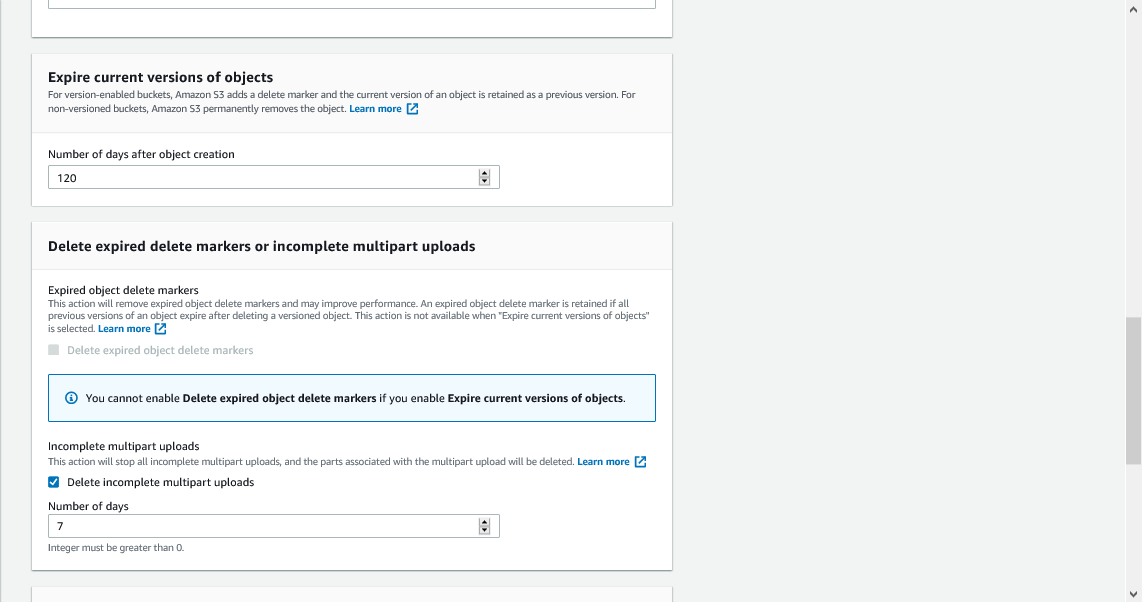 Expire current versions of objects
For version-enabled buckets, Amazon S3 adds a delete marker and the current version of an object is retained as a previous version. For
non-versioned buckets, Amazon S3 permanently removes the object. Learn more
Number of days after object creation
120
Delete expired delete markers or incomplete multipart uploads
Expired object delete markers
This action will remove expired object delete markers and may improve performance. An expired object delete marker is retained if all
previous versions of an object expire after deleting a versioned object. This action is not available when "Expire current versions of objects"
is selected. Learn more
Delete expired object delete markers
You cannot enable Delete expired object delete markers if you enable Expire current versions of objects.
Incomplete multipart uploads
This action will stop all incomplete multipart uploads, and the parts associated with the multipart upload will be deleted. Learn more
Delete incomplete multipart uploads
Number of days
7
Integer must be greater than 0.